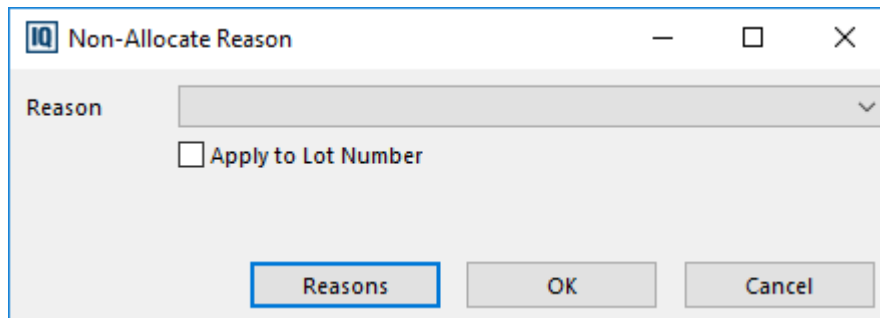 IQ Non-Allocate Reason
Reason
Apply to Lot Number
Reasons OK Cancel